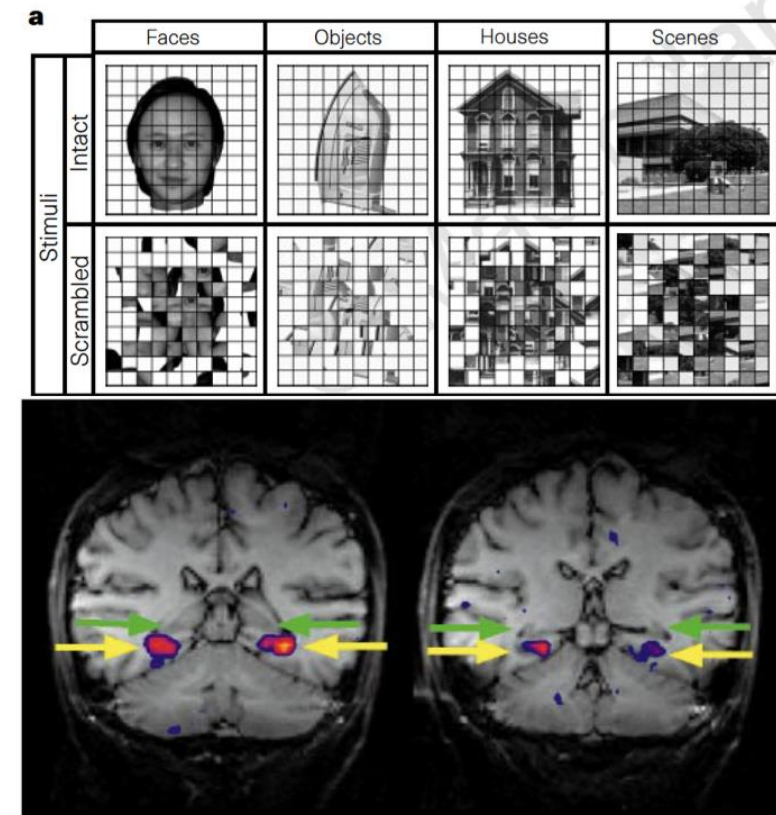 a
Faces Objects Houses Scenes
Stimuli
Intact
Scrambled